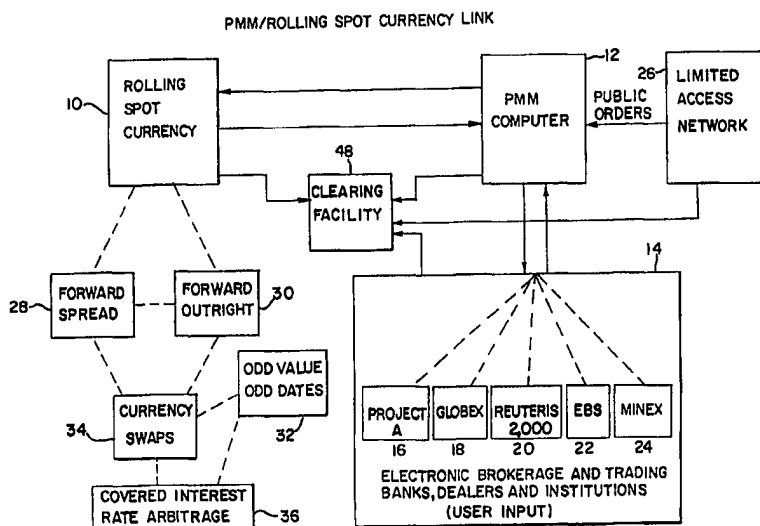 PMM/ROLLING SPOT CURRENCY LINK
10
ROLLING
SPOT
CURRENCY
12
PMM
COMPUTER
PUBLIC
ORDERS
26
LIMITED
ACCESS
NETWORK
48
CLEARING
FACILITY
14
28
FORWARD
SPREAD
FORWARD
OUTRIGHT
30
ODD VALUE
ODD DATES
32
34
CURRENCY
SWAPS
COVERED INTEREST
RATE ARBITRAGE
36
PROJECT
A
16
GLOBEX
18
REUTERIS
2,000
20
EBS
22
MINEX
24
ELECTRONIC BROKERAGE AND TRADING
BANKS, DEALERS AND INSTITUTIONS
(USER INPUT)